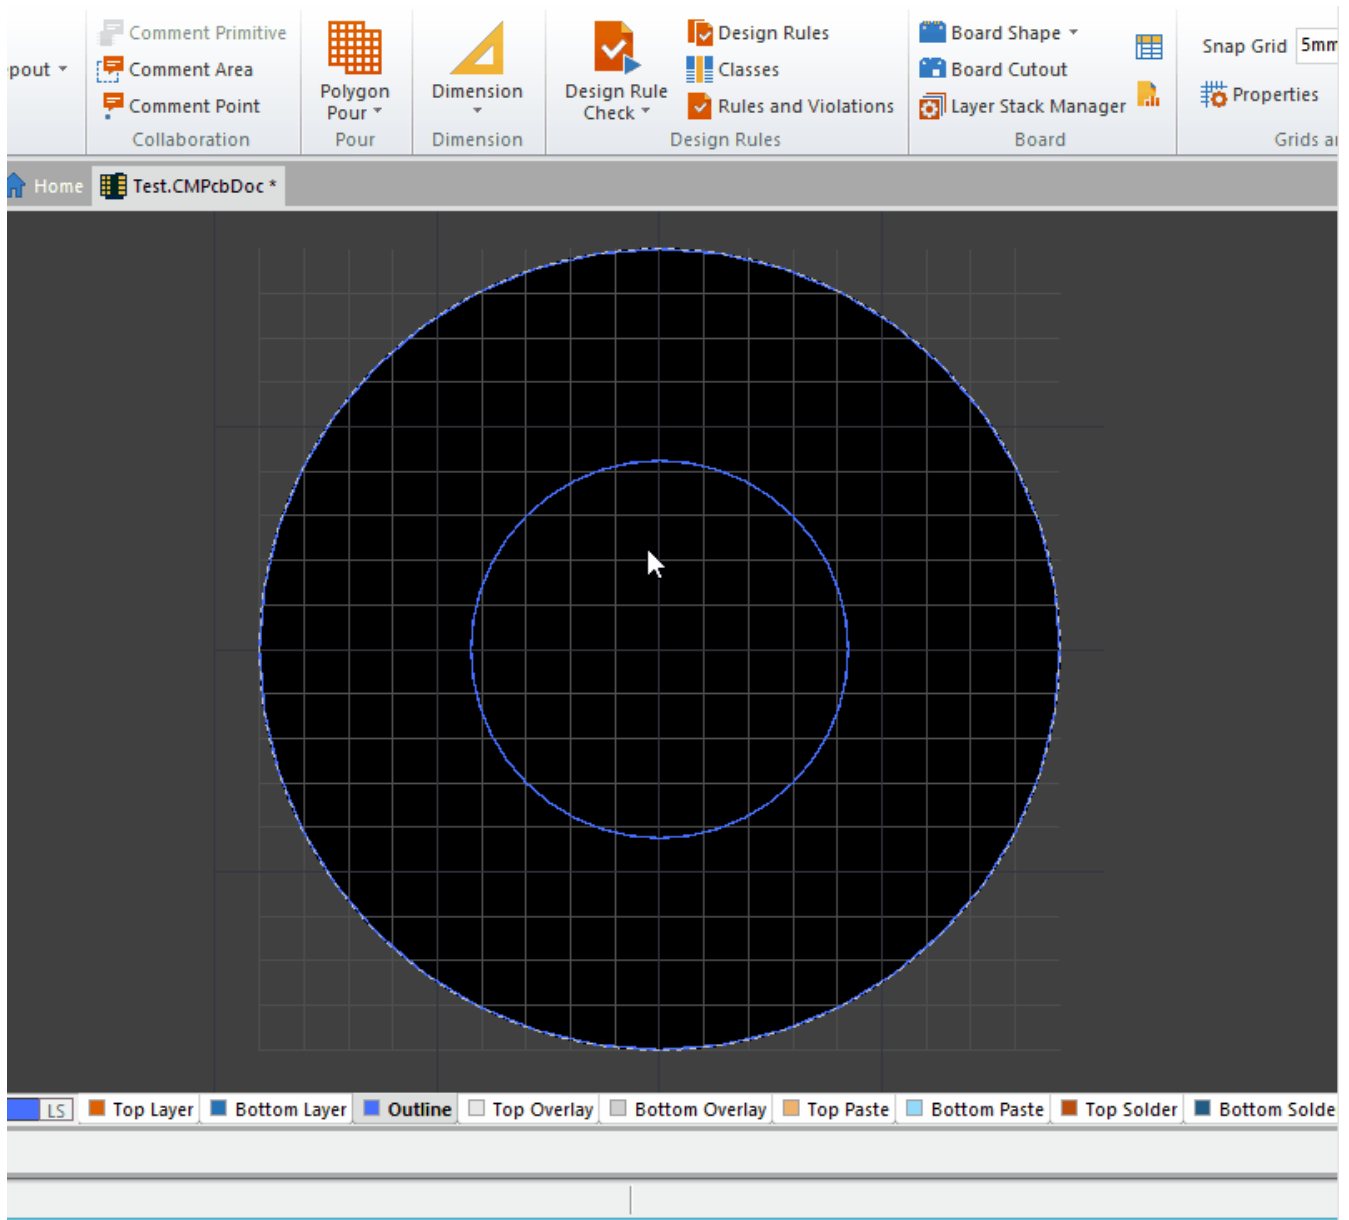 Comment Primitive
Comment Area
Comment Point
Collaboration
Polygon
Pour
Pour
Dimension
Dimension
Design Rule
Check
Design Rules
Classes
Rules and Violations
Design Rules
Board Shape
Board Cutout
Layer Stack Manager
Board
Snap Grid 5mm
Properties
Home
Test.CMPcbDoc *
LS Top Layer Bottom Layer Outline Top Overlay Bottom Overlay Top Paste Bottom Paste Top Solder Bottom Solde